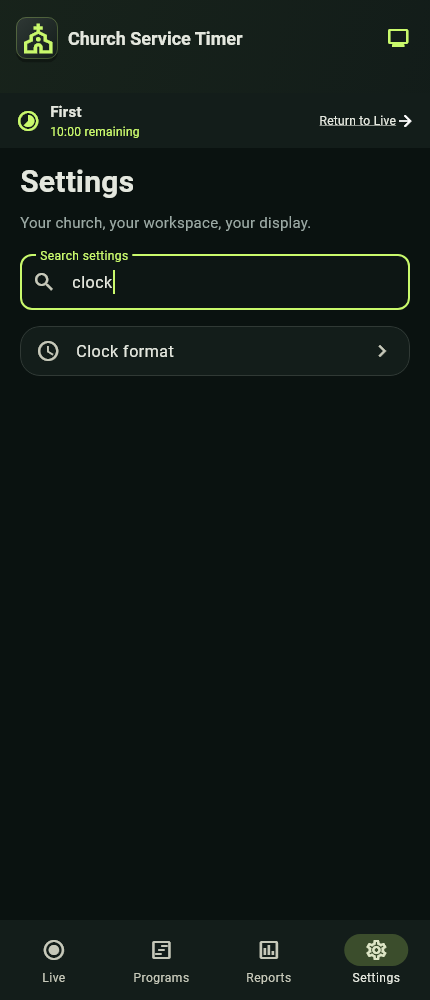 Church Service Timer
First
10:00 remaining
Return to Live
Settings
Your church, your workspace, your display.
Search settings
clock
Clock format
Live
Programs
Reports
Settings